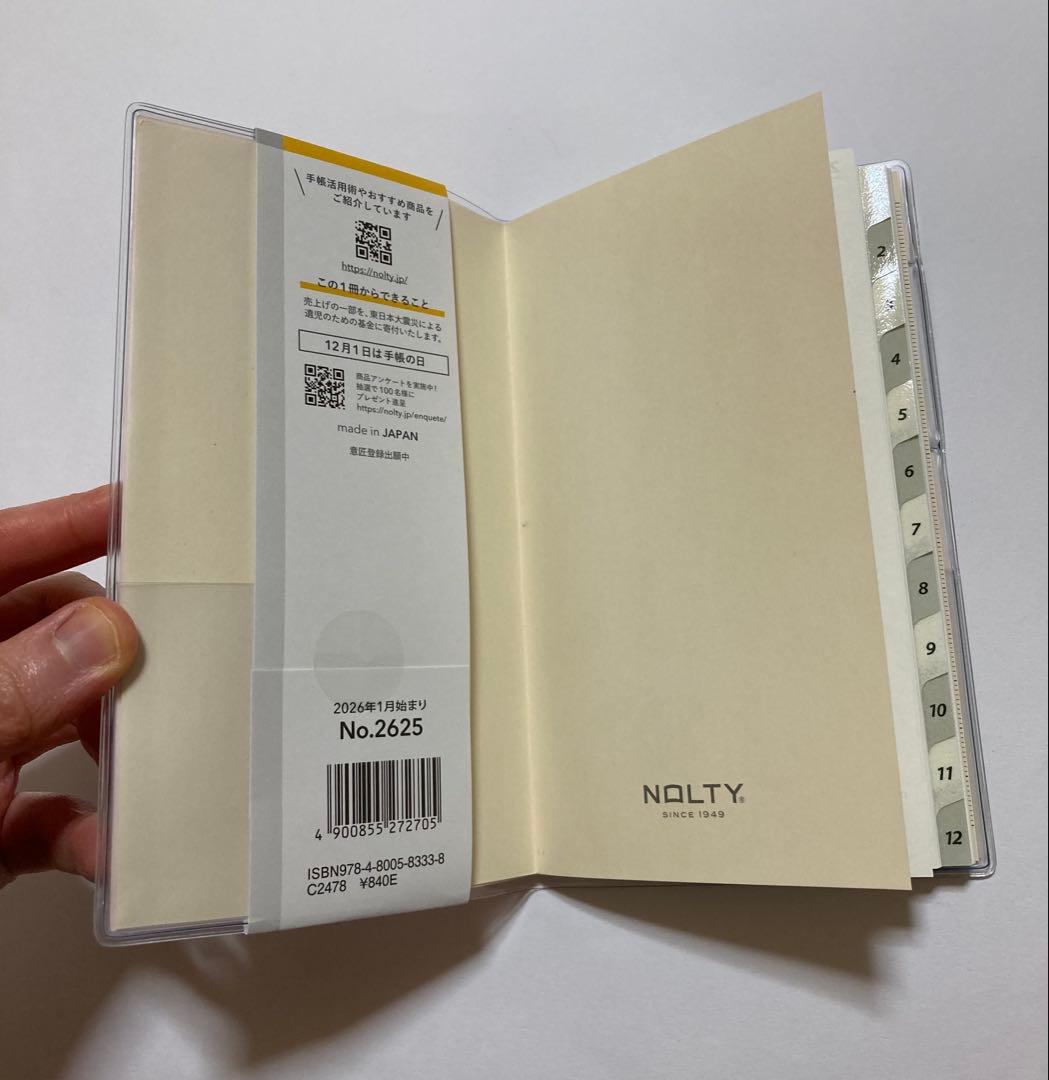 手帳活用術やおすすめ商品を
ご紹介しています
https://nolty.jp/
この1冊からできること
売上げの一部を、東日本大震災による
遺児のための基金に寄付いたします。
12月1日は手帳の日
商品アンケートを実施中!
抽選で100名様に
プレゼント進呈
https://nolty.jp/enquete/
made in JAPAN
意匠登録出願中
2026年1月始まり
No.2625
4 900855 272705
ISBN978-4-8005-8333-8
C2478 ¥840E
NOLTY®
SINCE 1949
2
3
4
5
6
7
8
9
10
11
12